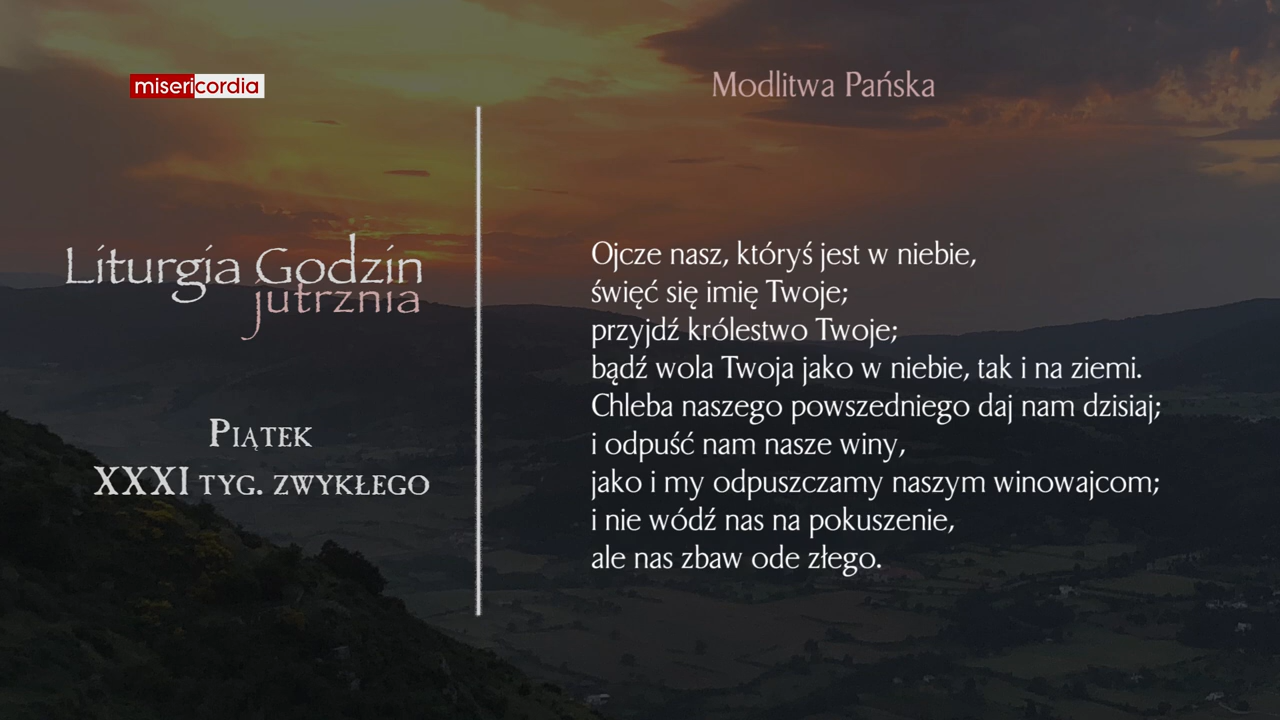 misericordia
Liturgia Godzin
jutrznia
Piątek
XXXI tyg. zwykłego
Modlitwa Pańska
Ojcze nasz, któryś jest w niebie,
święć się imię Twoje;
przyjdź królestwo Twoje;
bądź wola Twoja jako w niebie, tak i na ziemi.
Chleba naszego powszedniego daj nam dzisiaj;
i odpuść nam nasze winy,
jako i my odpuszczamy naszym winowajcom;
i nie wódź nas na pokuszenie,
ale nas zbaw ode złego.